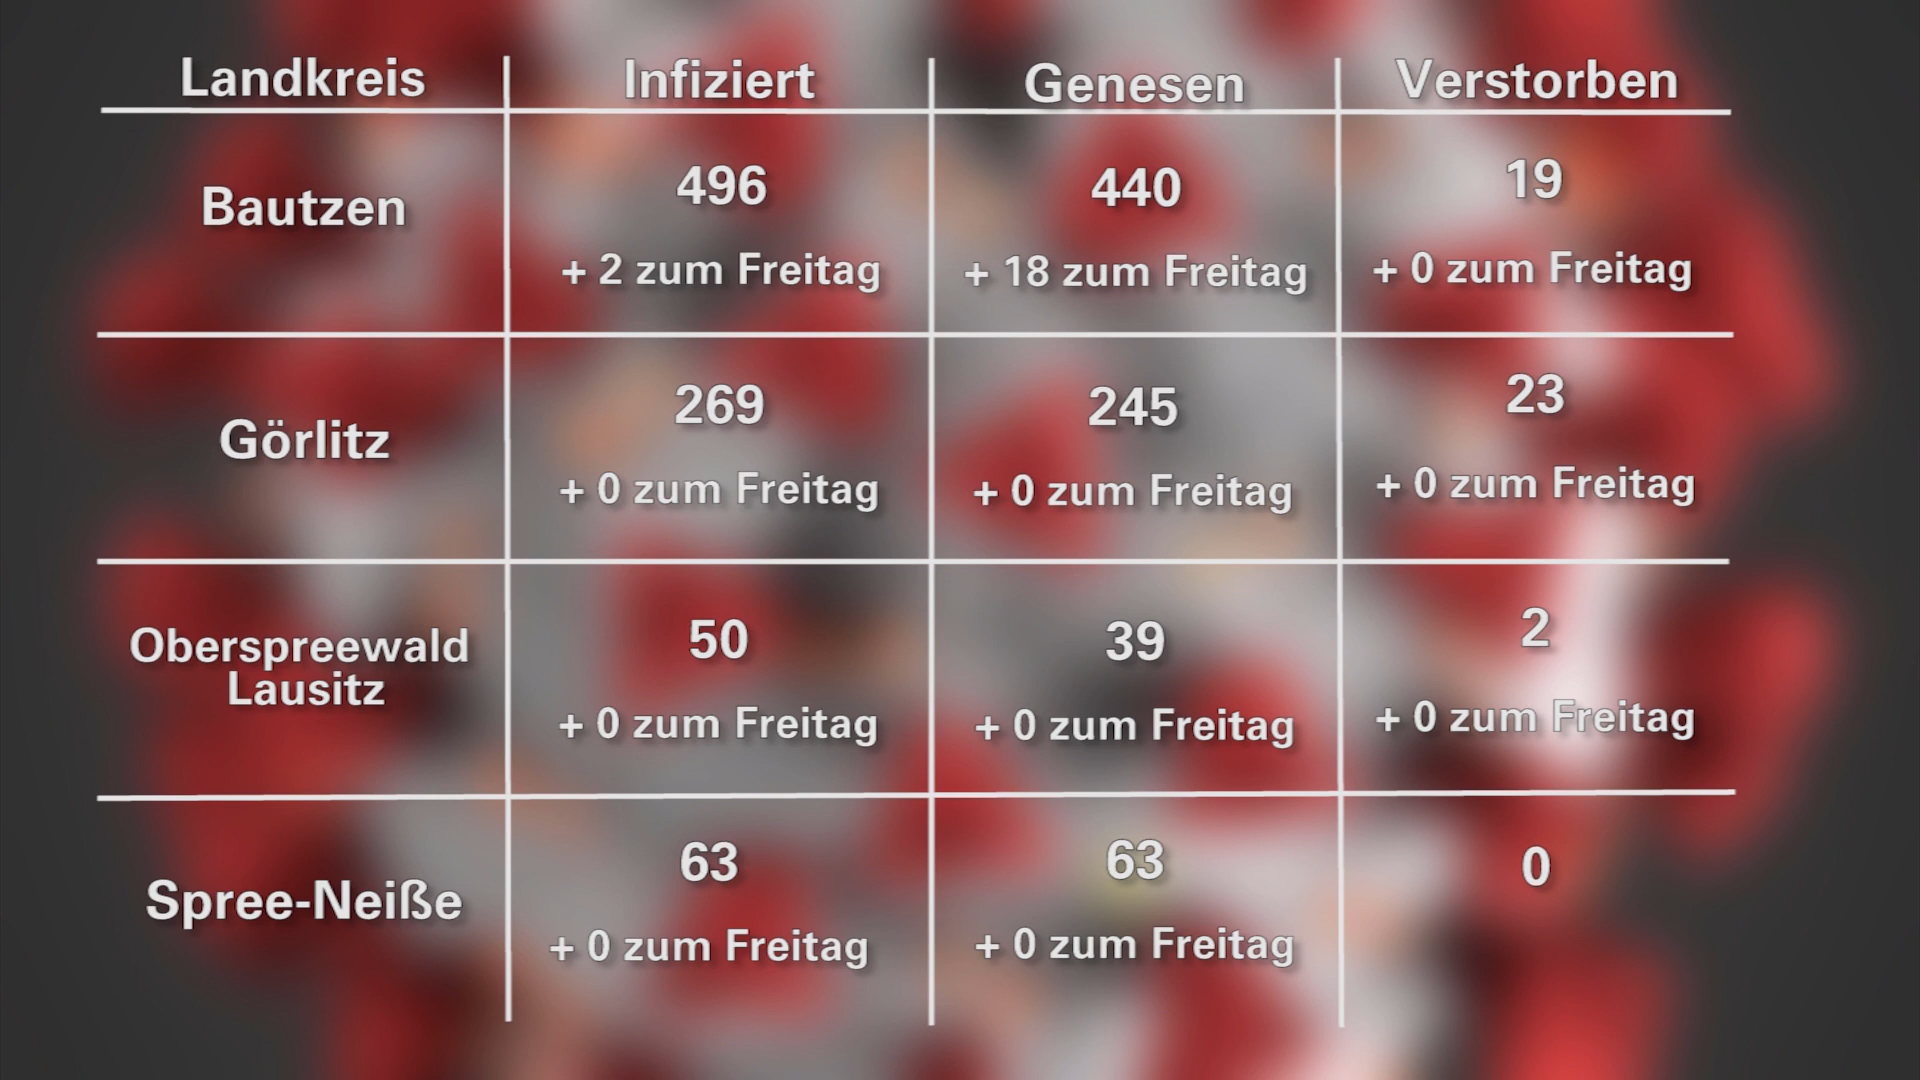 Landkreis Infiziert Genesen Verstorben
Bautzen
496 440 19
+ 2 zum Freitag + 18 zum Freitag + 0 zum Freitag
Görlitz
269 245 23
+ 0 zum Freitag + 0 zum Freitag + 0 zum Freitag
Oberspreewald
Lausitz
50 39 2
+ 0 zum Freitag + 0 zum Freitag + 0 zum Freitag
Spree-Neiße
63 63 0
+ 0 zum Freitag + 0 zum Freitag